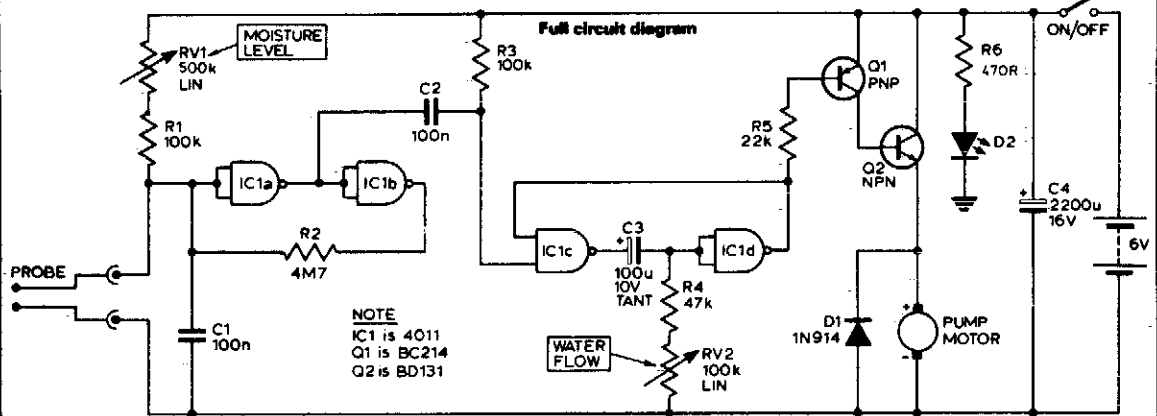 Full circuit diagram
ON/OFF
RV1
500k
LIN
MOISTURE
LEVEL
R1
100k
R3
100k
C2
100n
Q1
PNP
R5
22k
Q2
NPN
R6
470R
D2
C4
+
2200u
16V
6V
IC1a
IC1b
R2
4M7
IC1c
+
C3
100u
10V
TANT
IC1d
R4
47k
PROBE
C1
100n
NOTE
IC1 is 4011
Q1 is BC214
Q2 is BD131
WATER
FLOW
RV2
100k
LIN
D1
1N914
+
PUMP
MOTOR
-